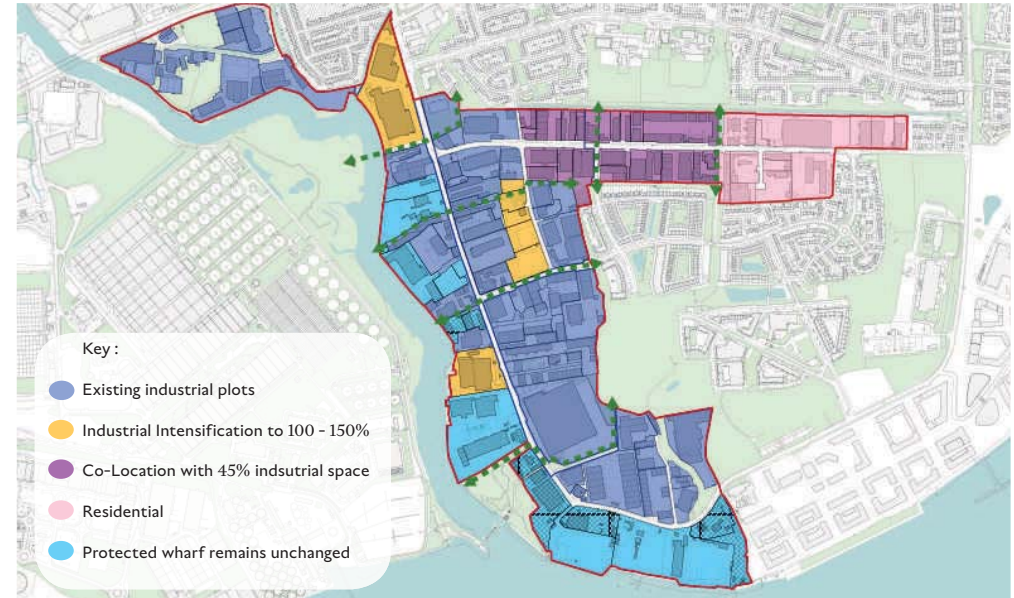 Key :
Existing industrial plots
Industrial Intensification to 100 - 150%
Co-Location with 45% indsutrial space
Residential
Protected wharf remains unchanged